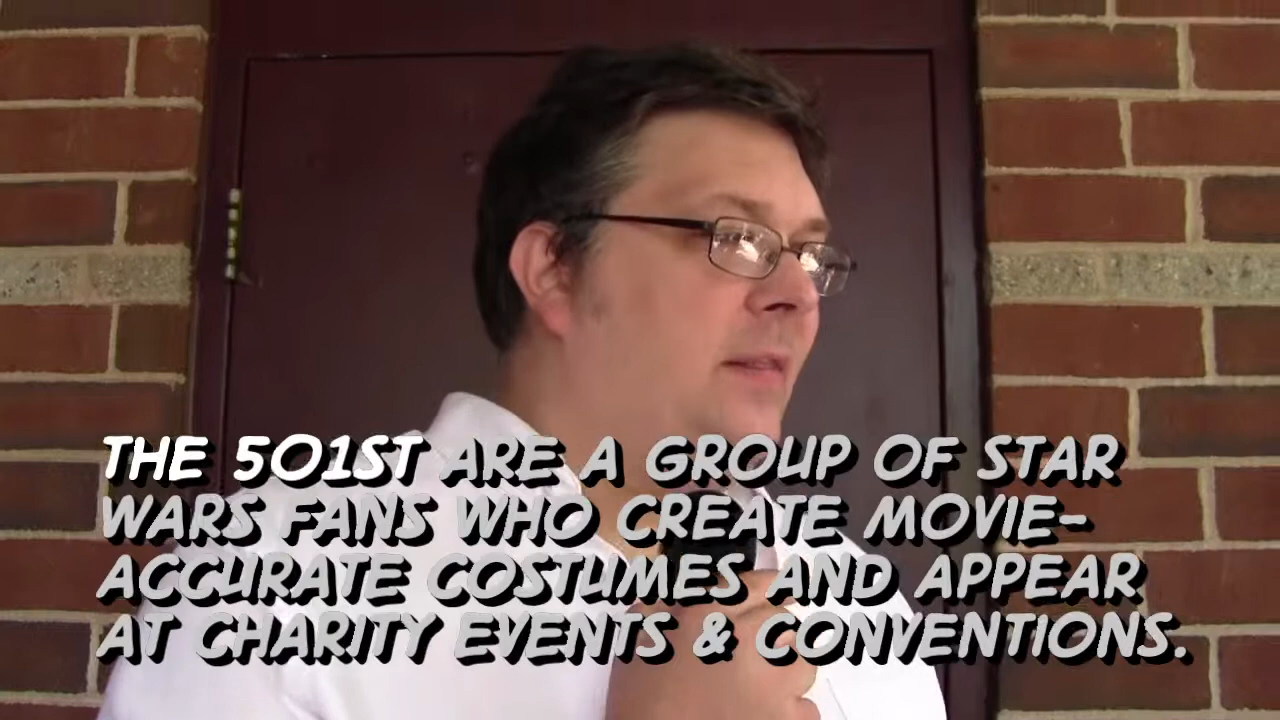 THE 501ST ARE A GROUP OF STAR
WARS FANS WHO CREATE MOVIE-
ACCURATE COSTUMES AND APPEAR
AT CHARITY EVENTS & CONVENTIONS.